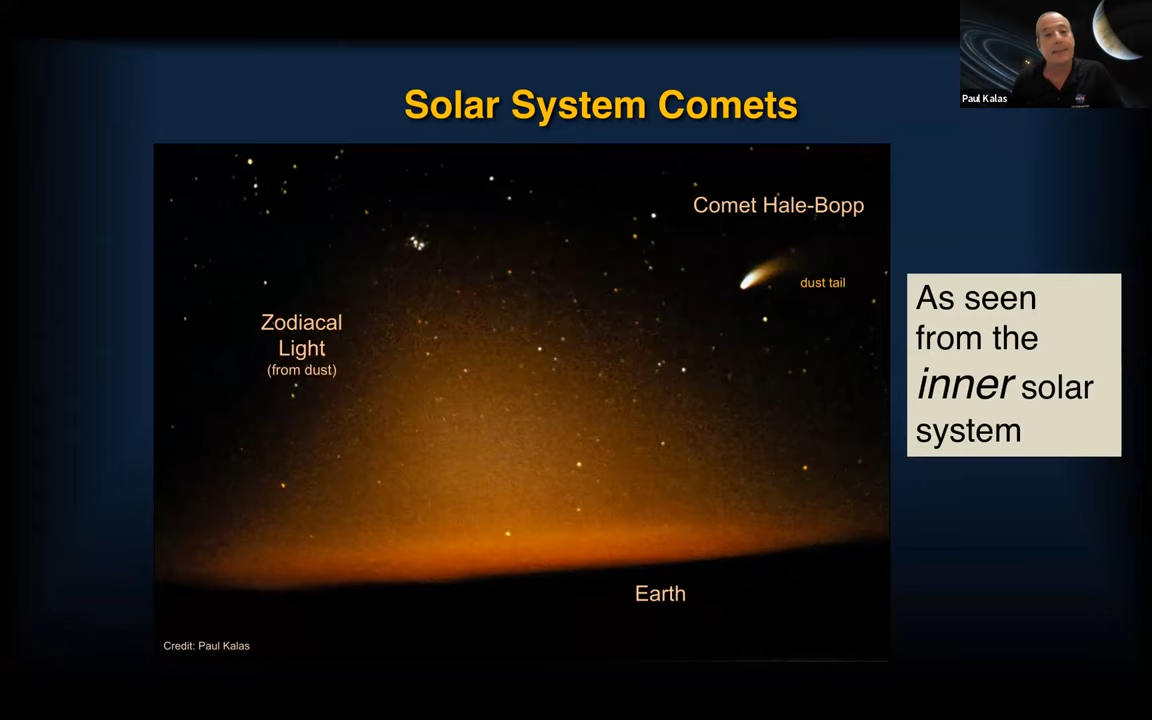 Solar System Comets
Paul Kalas
Comet Hale-Bopp
dust tail
Zodiacal
Light
(from dust)
As seen
from the
inner solar
system
Earth
Credit: Paul Kalas